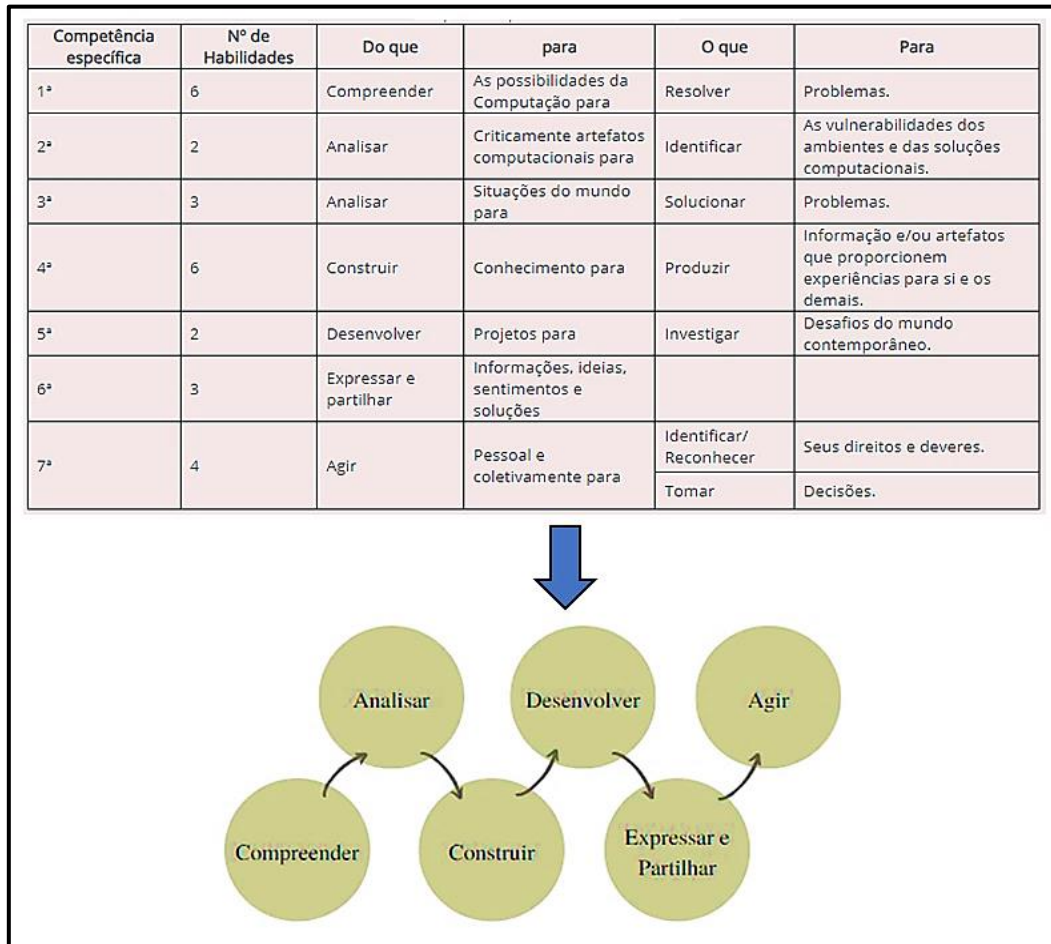 Competência
específica
Nº de
Habilidades
Do que
para
O que
Para
1ª
6
Compreender
As possibilidades da
Computação para
Resolver
Problemas.
2ª
2
Analisar
Criticamente artefatos
computacionais para
Identificar
As vulnerabilidades dos
ambientes e das soluções
computacionais.
3ª
3
Analisar
Situações do mundo
para
Solucionar
Problemas.
4ª
6
Construir
Conhecimento para
Produzir
Informação e/ou artefatos
que proporcionem
experiências para si e os
demais.
5ª
2
Desenvolver
Projetos para
Investigar
Desafios do mundo
contemporâneo.
6ª
3
Expressar e
partilhar
Informações, ideias,
sentimentos e
soluções
7ª
4
Agir
Pessoal e
coletivamente para
Identificar/
Reconhecer
Seus direitos e deveres.
Tomar
Decisões.
Analisar
Desenvolver
Agir
Compreender
Construir
Expressar e
Partilhar